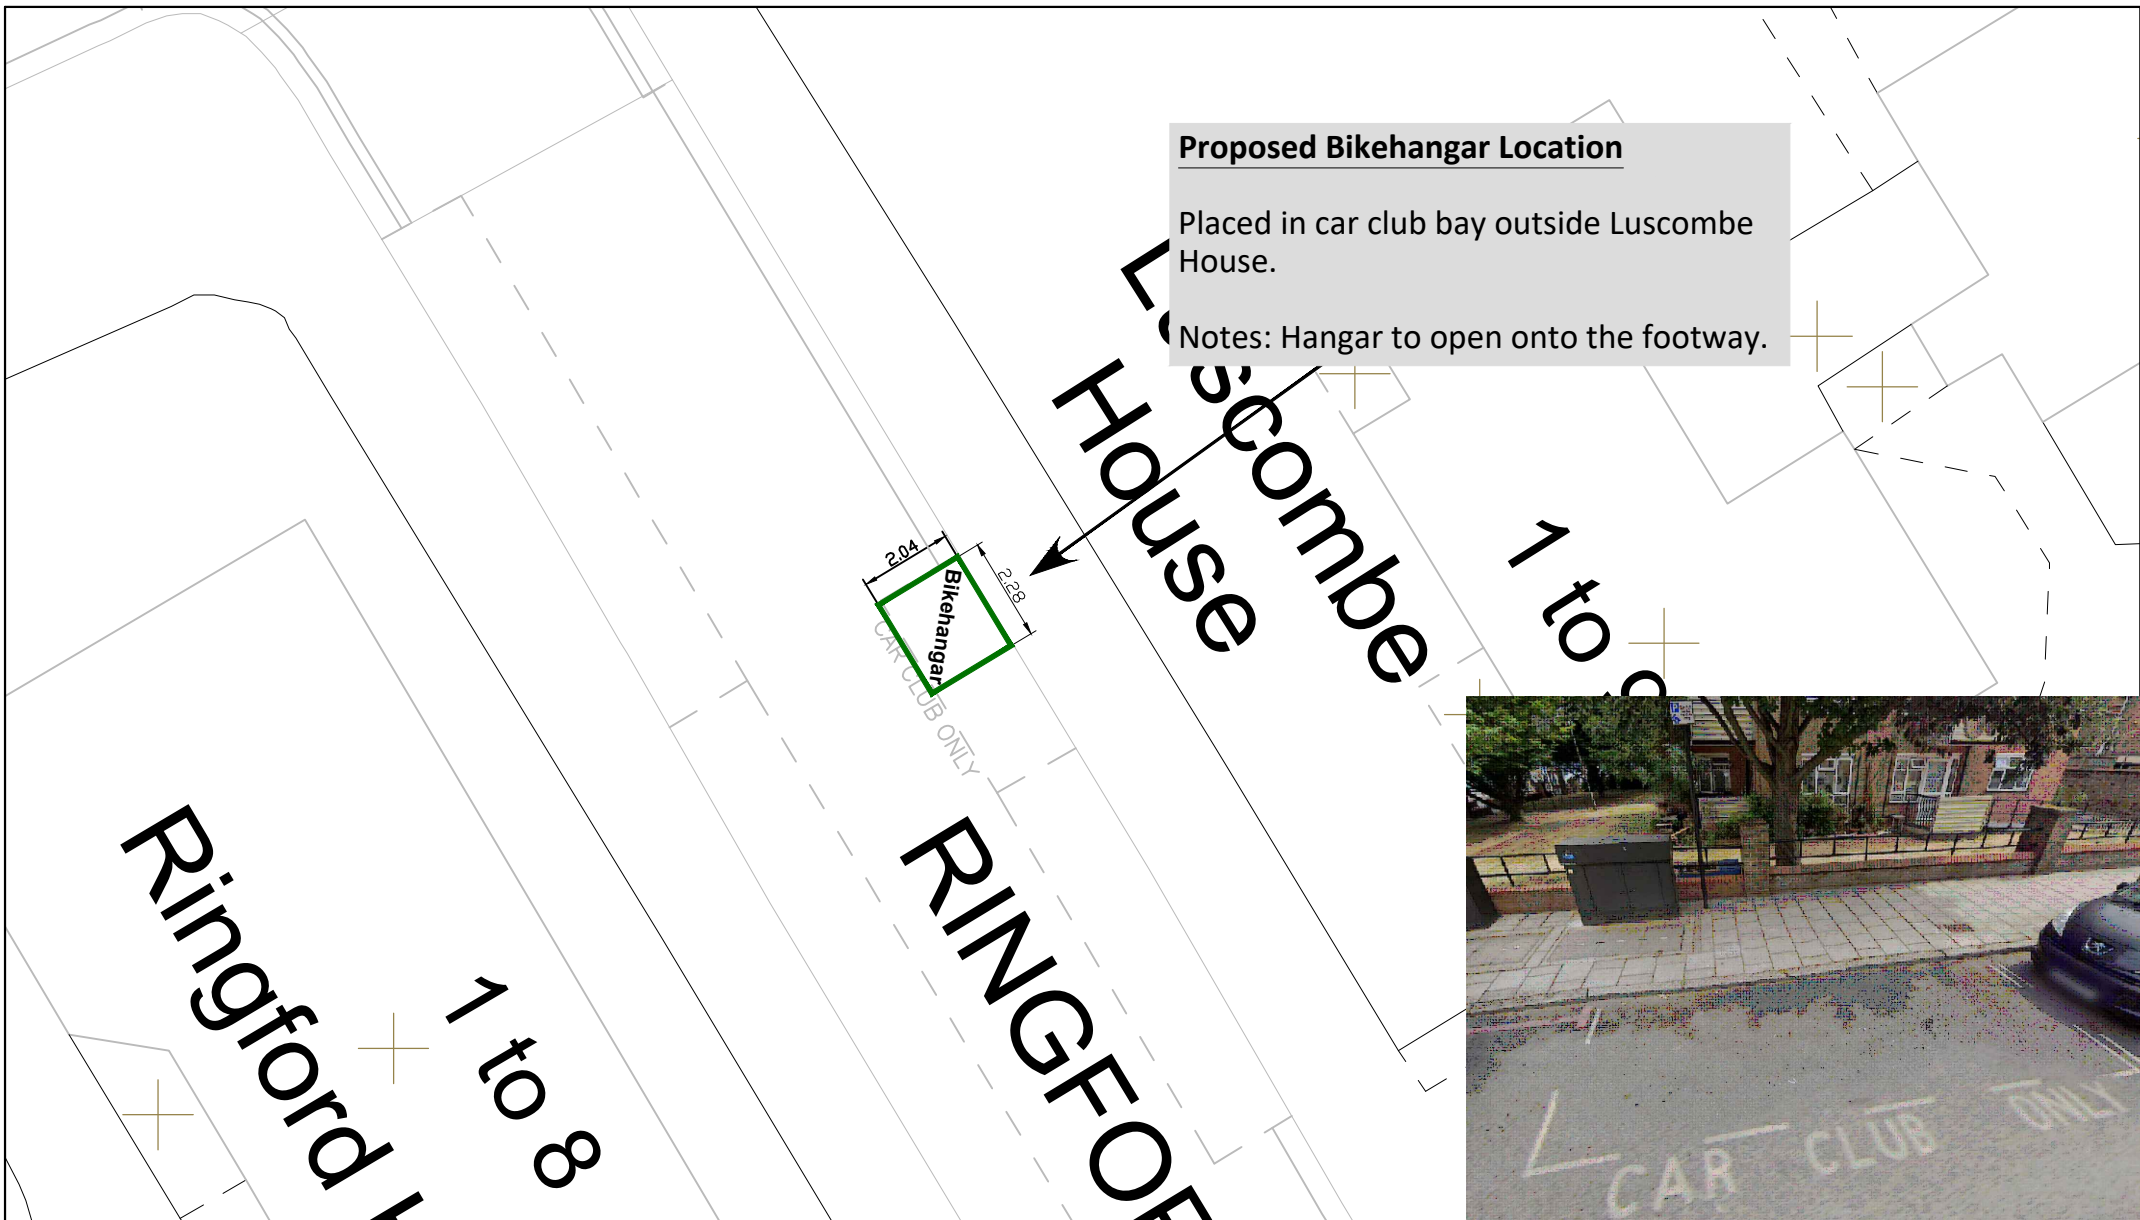 Proposed Bikehangar Location
Placed in car club bay outside Luscombe
House.
Notes: Hangar to open onto the footway.
Luscombe
House
1 to
2.04
2.28
Bikehangar
CAR CLUB ONLY
Ringford
1 to 8
RINGFO
CAR CLUB ONLY